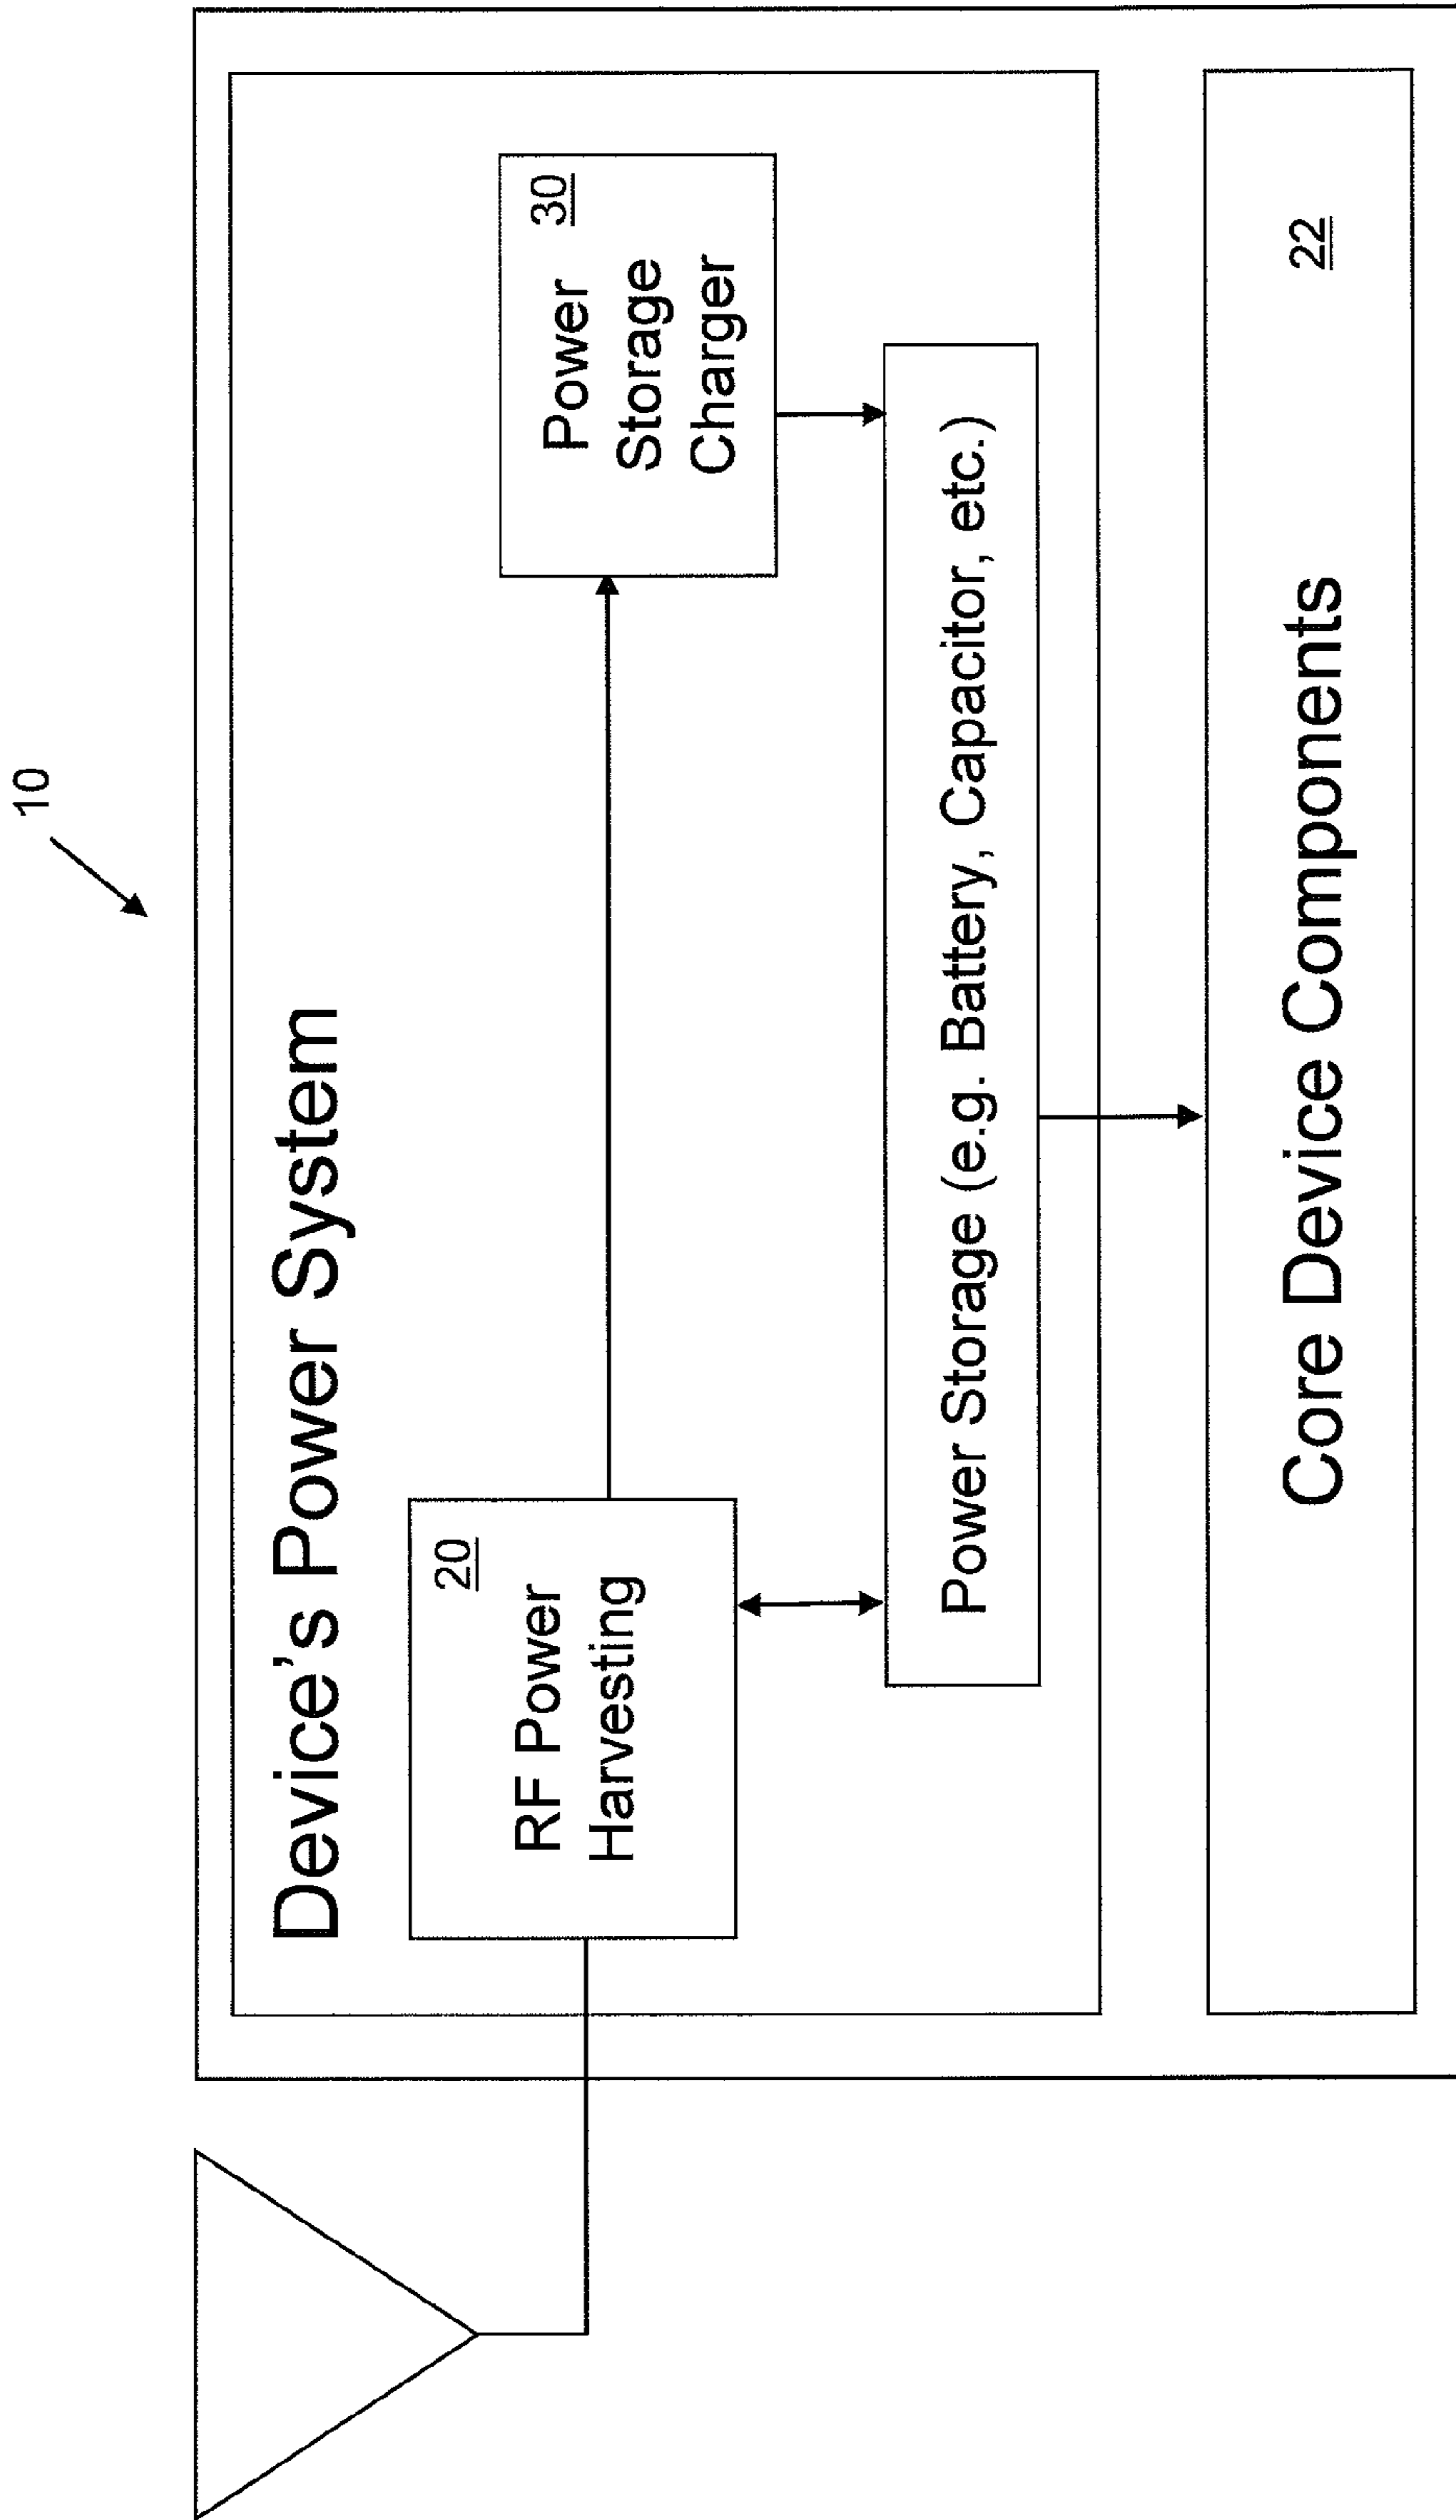 10
Device's Power System
20
RF Power
Harvesting
30
Power
Storage
Charger
Power Storage (e.g. Battery, Capacitor, etc.)
22
Core Device Components